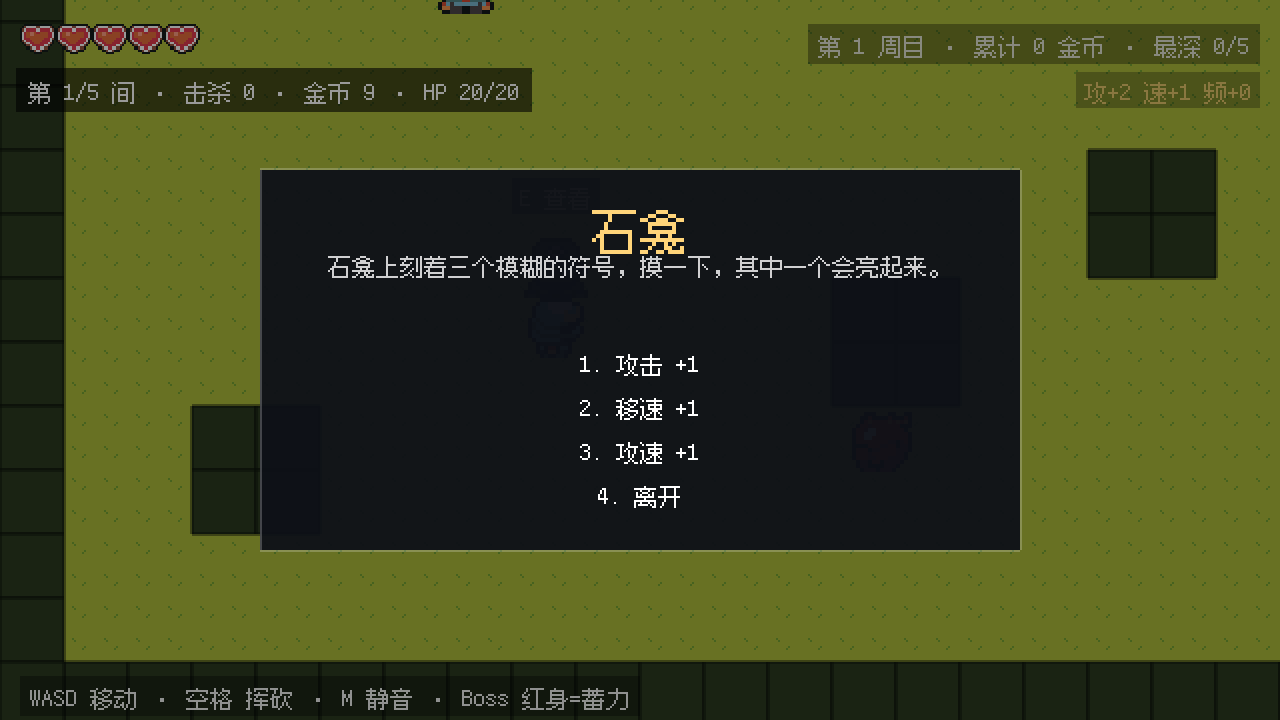 第 1 周目 · 累计 0 金币 · 最深 0/5
第 1/5 间 · 击杀 0 · 金币 9 · HP 20/20
攻+2 速+1 频+0
E 查看
石龛
石龛上刻着三个模糊的符号，摸一下，其中一个会亮起来。
1. 攻击 +1
2. 移速 +1
3. 攻速 +1
4. 离开
WASD 移动 · 空格 挥砍 · M 静音 · Boss 红身=蓄力